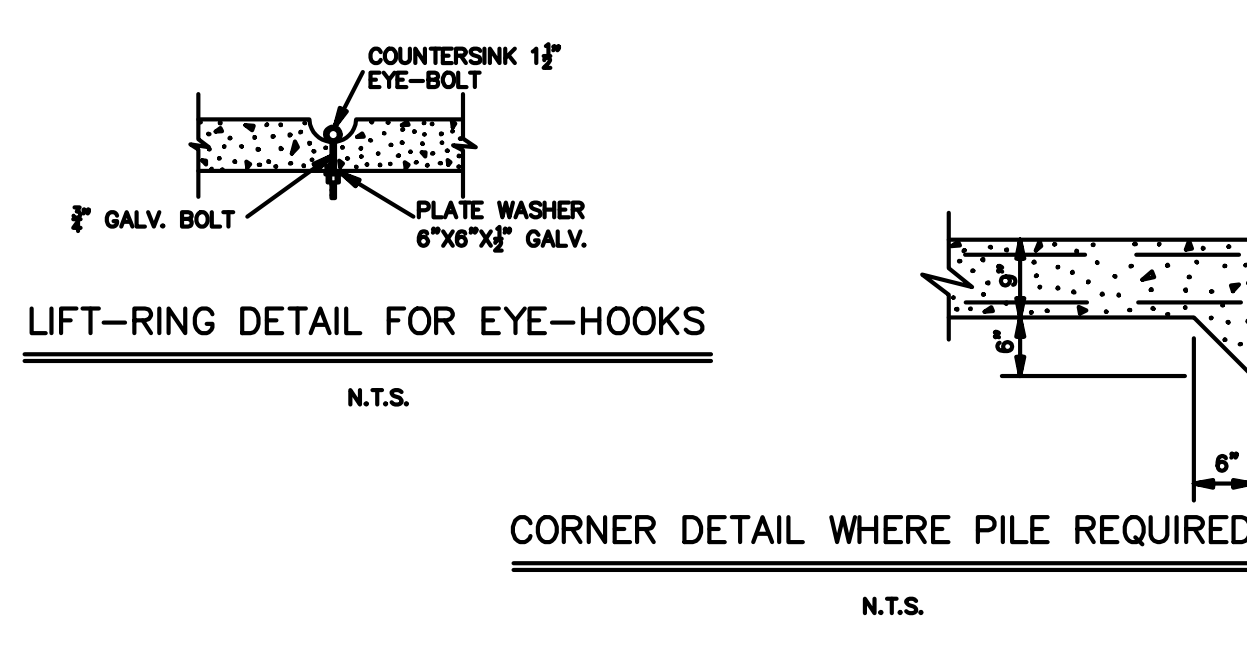 COUNTERSINK 1½"
EYE-BOLT
¾" GALV. BOLT
PLATE WASHER
6"X6"X½" GALV.
LIFT-RING DETAIL FOR EYE-HOOKS
N.T.S.
9"
6"
6"
CORNER DETAIL WHERE PILE REQUIRED
N.T.S.